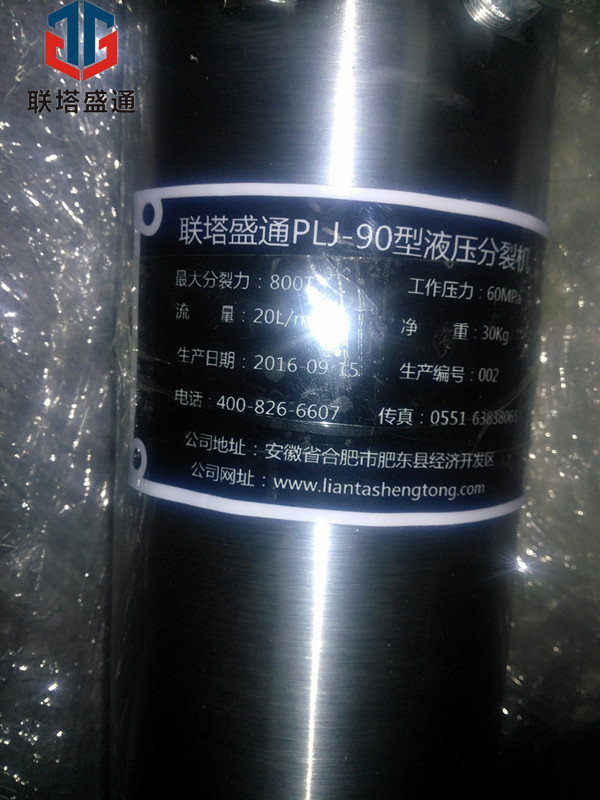 联塔盛通
联塔盛通PLJ-90型液压分裂机
最大分裂力：800T 工作压力：60MPa
流 量：20L/m 净 重：30Kg
生产日期：2016-09-15 生产编号：002
电话：400-826-6607 传真：0551-63838065
公司地址：安徽省合肥市肥东县经济开发区
公司网址：www.liantashengtong.com